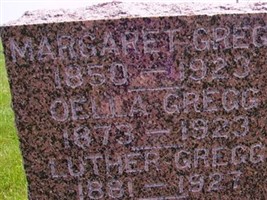 MARGARET GREGG
1850 — 1923
DELLA GREGG
1873 — 1923
LUTHER GREGG
1881 — 1927